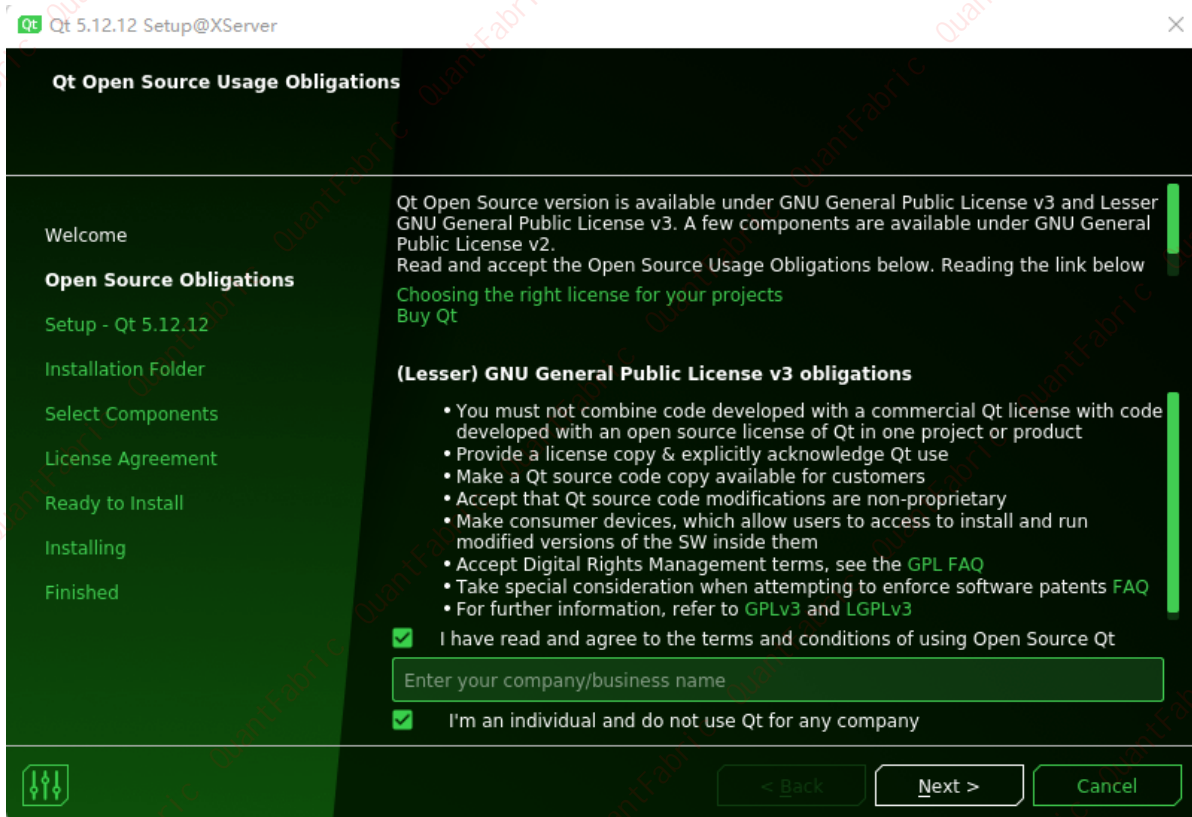 Qt Qt 5.12.12 Setup@XServer
Qt Open Source Usage Obligations
Welcome
Open Source Obligations
Setup - Qt 5.12.12
Installation Folder
Select Components
License Agreement
Ready to Install
Installing
Finished
Qt Open Source version is available under GNU General Public License v3 and Lesser
GNU General Public License v3. A few components are available under GNU General
Public License v2.
Read and accept the Open Source Usage Obligations below. Reading the link below
Choosing the right license for your projects
Buy Qt
(Lesser) GNU General Public License v3 obligations
• You must not combine code developed with a commercial Qt license with code
developed with an open source license of Qt in one project or product
• Provide a license copy & explicitly acknowledge Qt use
• Make a Qt source code copy available for customers
• Accept that Qt source code modifications are non-proprietary
• Make consumer devices, which allow users to access to install and run
modified versions of the SW inside them
• Accept Digital Rights Management terms, see the GPL FAQ
• Take special consideration when attempting to enforce software patents FAQ
• For further information, refer to GPLv3 and LGPLv3
I have read and agree to the terms and conditions of using Open Source Qt
Enter your company/business name
I'm an individual and do not use Qt for any company
< Back
Next >
Cancel
QuantFabric